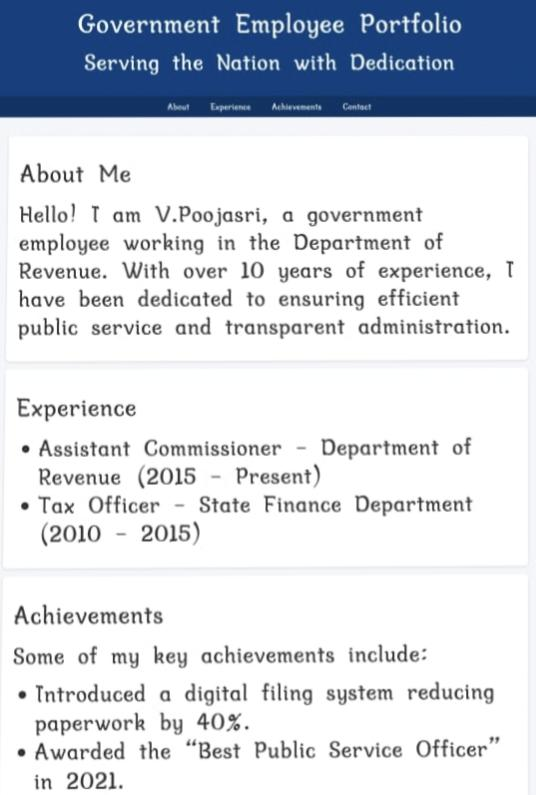 Government Employee Portfolio
Serving the Nation with Dedication
About Experience Achievements Contact
About Me
Hello! I am V.Poojasri, a government
employee working in the Department of
Revenue. With over 10 years of experience, I
have been dedicated to ensuring efficient
public service and transparent administration.
Experience
• Assistant Commissioner - Department of
Revenue (2015 - Present)
• Tax Officer - State Finance Department
(2010 - 2015)
Achievements
Some of my key achievements include:
• Introduced a digital filing system reducing
paperwork by 40%.
• Awarded the “Best Public Service Officer”
in 2021.